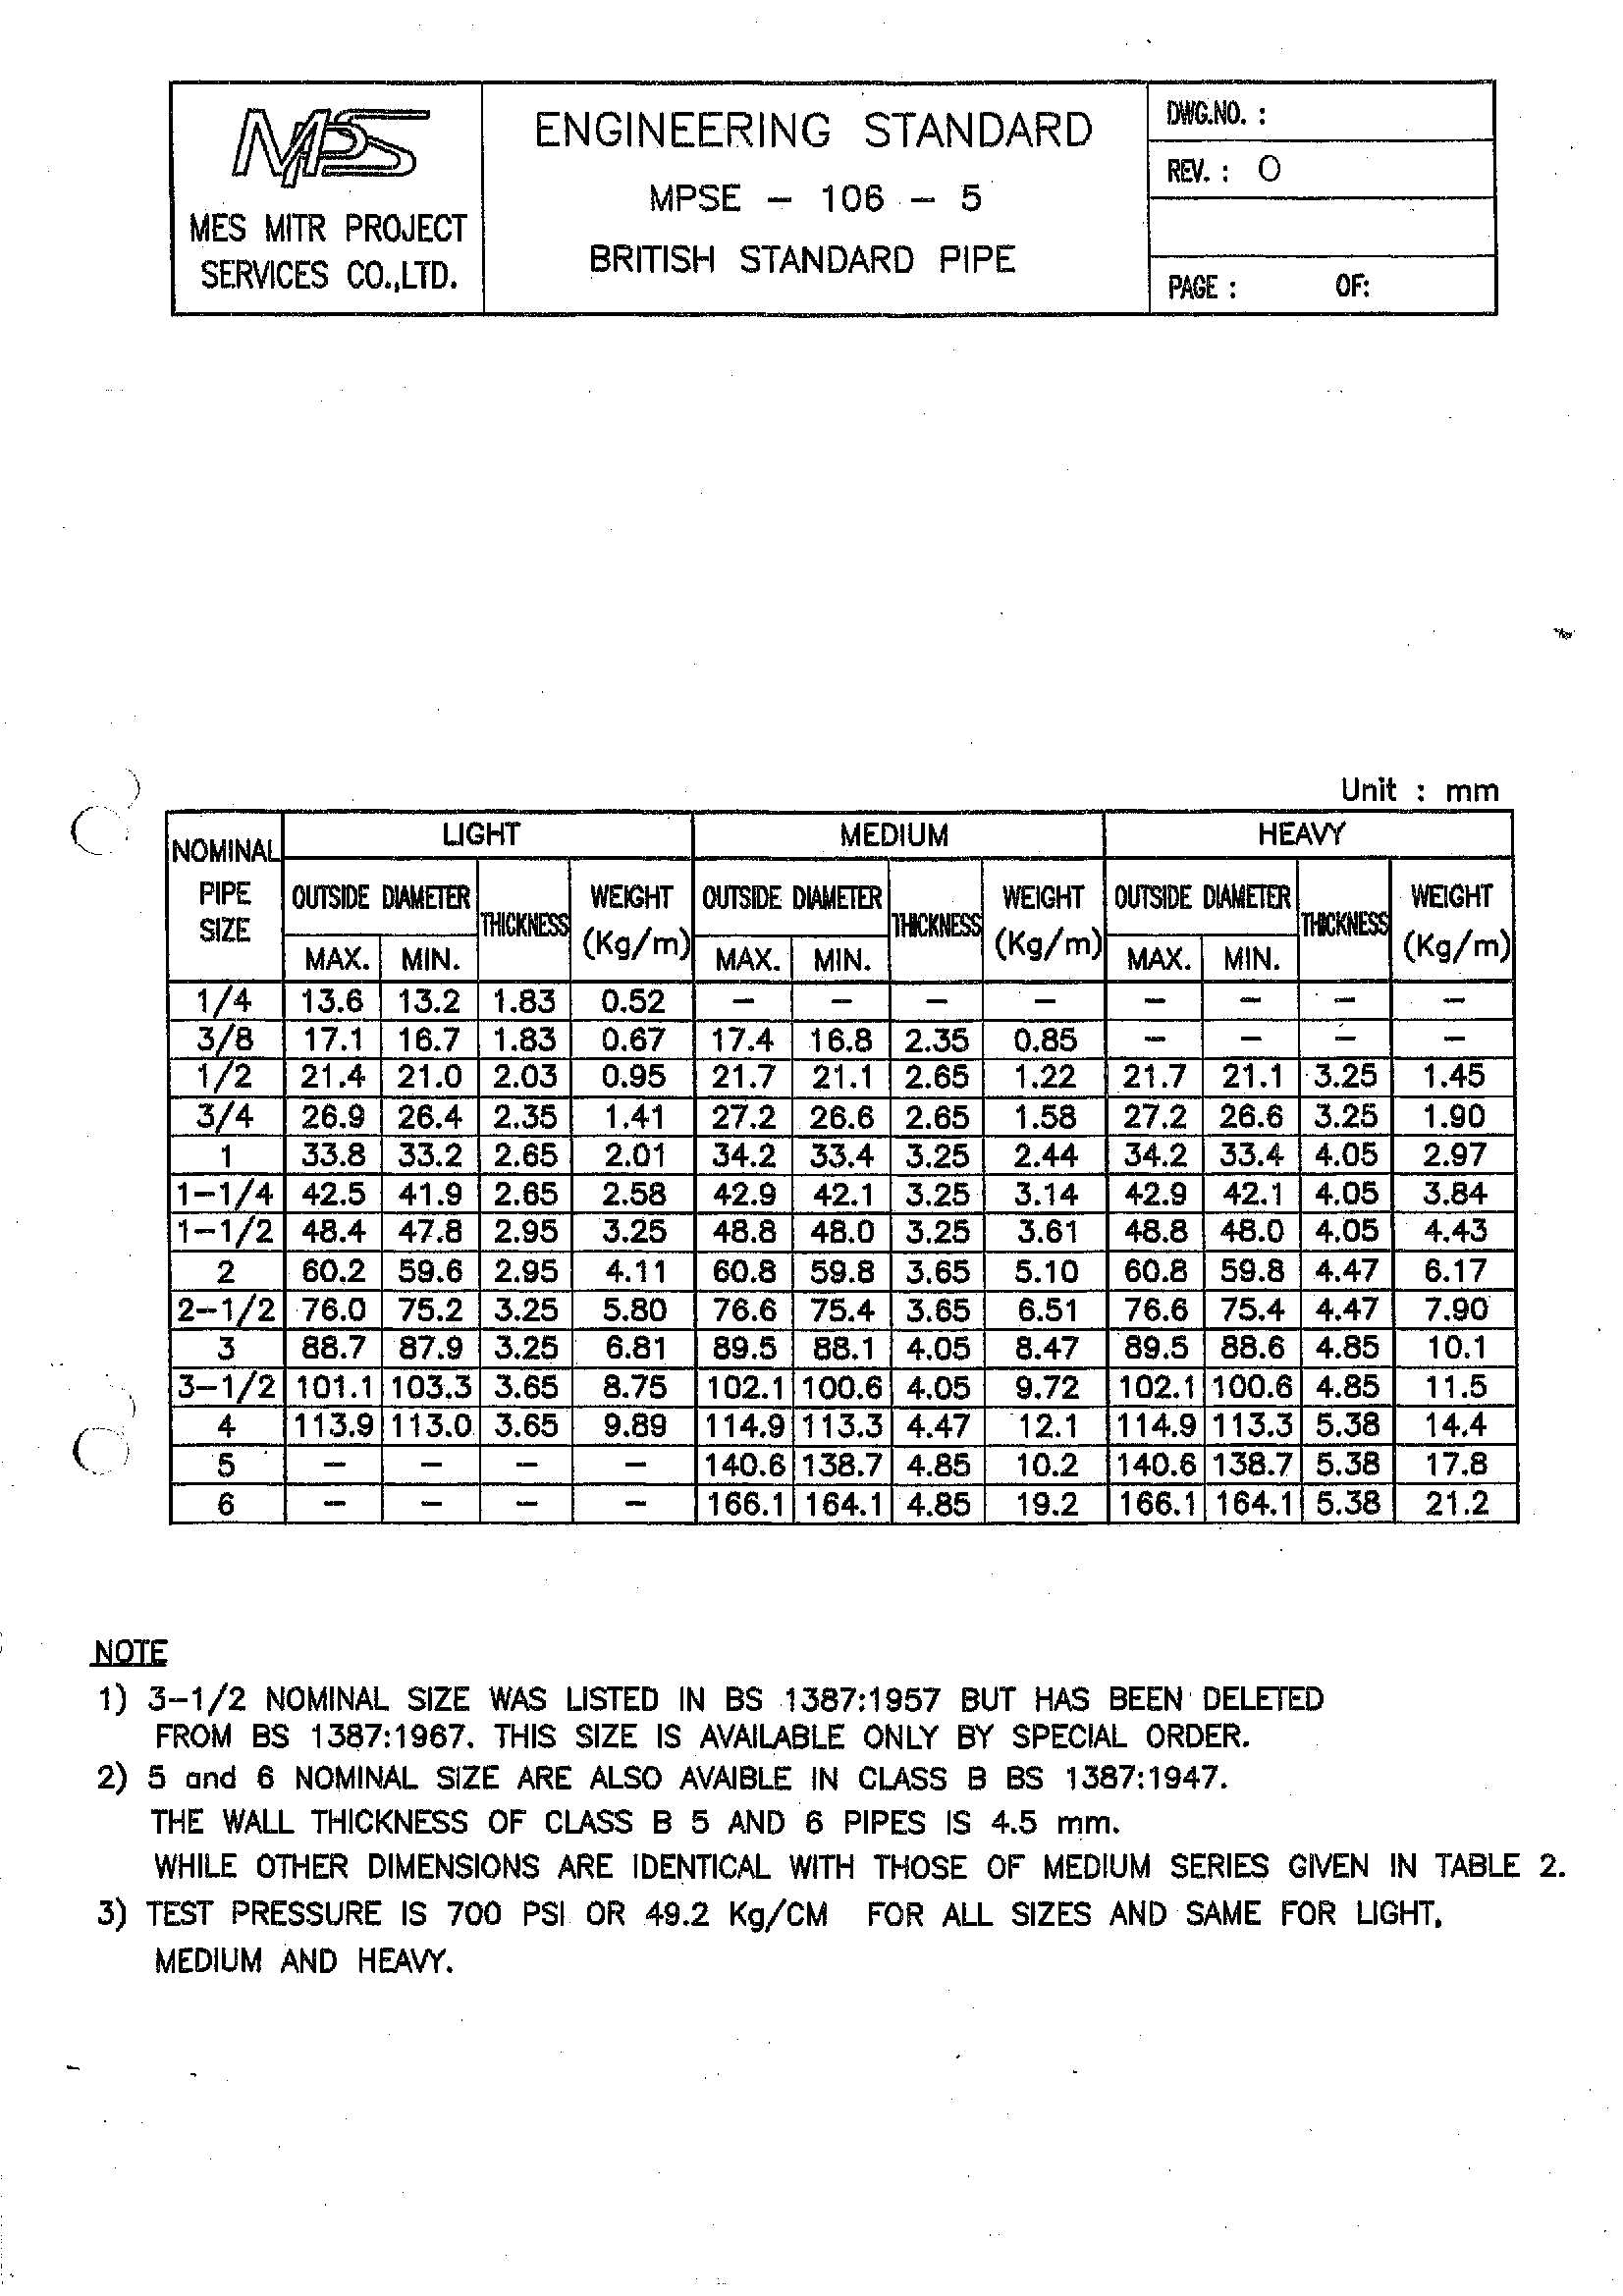 MPS
MES MITR PROJECT
SERVICES CO.,LTD.
ENGINEERING STANDARD
MPSE - 106 - 5
BRITISH STANDARD PIPE
DWG.NO. :
REV. : 0
PAGE : OF:
Unit : mm
NOMINAL PIPE SIZE LIGHT MEDIUM HEAVY
OUTSIDE DIAMETER THICKNESS WEIGHT (Kg/m) OUTSIDE DIAMETER THICKNESS WEIGHT (Kg/m) OUTSIDE DIAMETER THICKNESS WEIGHT (Kg/m)
MAX. MIN. MAX. MIN. MAX. MIN.
1/4 13.6 13.2 1.83 0.52 - - - - - - - -
3/8 17.1 16.7 1.83 0.67 17.4 16.8 2.35 0.85 - - - -
1/2 21.4 21.0 2.03 0.95 21.7 21.1 2.65 1.22 21.7 21.1 3.25 1.45
3/4 26.9 26.4 2.35 1.41 27.2 26.6 2.65 1.58 27.2 26.6 3.25 1.90
1 33.8 33.2 2.65 2.01 34.2 33.4 3.25 2.44 34.2 33.4 4.05 2.97
1-1/4 42.5 41.9 2.65 2.58 42.9 42.1 3.25 3.14 42.9 42.1 4.05 3.84
1-1/2 48.4 47.8 2.95 3.25 48.8 48.0 3.25 3.61 48.8 48.0 4.05 4.43
2 60.2 59.6 2.95 4.11 60.8 59.8 3.65 5.10 60.8 59.8 4.47 6.17
2-1/2 76.0 75.2 3.25 5.80 76.6 75.4 3.65 6.51 76.6 75.4 4.47 7.90
3 88.7 87.9 3.25 6.81 89.5 88.1 4.05 8.47 89.5 88.6 4.85 10.1
3-1/2 101.1 103.3 3.65 8.75 102.1 100.6 4.05 9.72 102.1 100.6 4.85 11.5
4 113.9 113.0 3.65 9.89 114.9 113.3 4.47 12.1 114.9 113.3 5.38 14.4
5 - - - - 140.6 138.7 4.85 10.2 140.6 138.7 5.38 17.8
6 - - - - 166.1 164.1 4.85 19.2 166.1 164.1 5.38 21.2
NOTE
1) 3-1/2 NOMINAL SIZE WAS LISTED IN BS 1387:1957 BUT HAS BEEN DELETED
FROM BS 1387:1967. THIS SIZE IS AVAILABLE ONLY BY SPECIAL ORDER.
2) 5 and 6 NOMINAL SIZE ARE ALSO AVAIBLE IN CLASS B BS 1387:1947.
THE WALL THICKNESS OF CLASS B 5 AND 6 PIPES IS 4.5 mm.
WHILE OTHER DIMENSIONS ARE IDENTICAL WITH THOSE OF MEDIUM SERIES GIVEN IN TABLE 2.
3) TEST PRESSURE IS 700 PSI OR 49.2 Kg/CM FOR ALL SIZES AND SAME FOR LIGHT,
MEDIUM AND HEAVY.